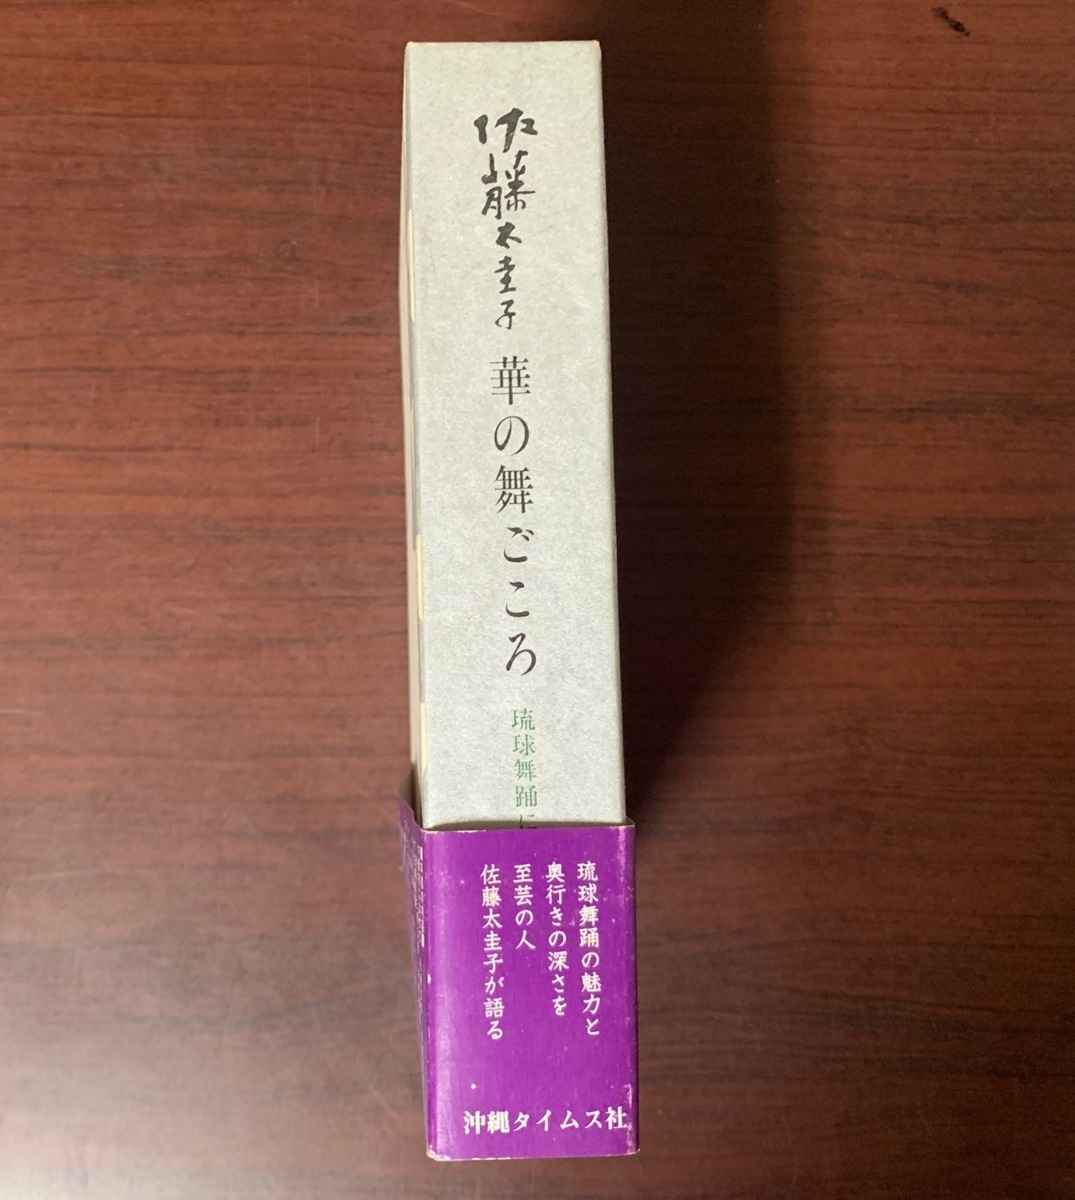 佐藤太圭子
華の舞ごころ
琉球舞踊に
琉球舞踊の魅力と
奥行きの深さを
至芸の人
佐藤太圭子が語る
沖縄タイムス社